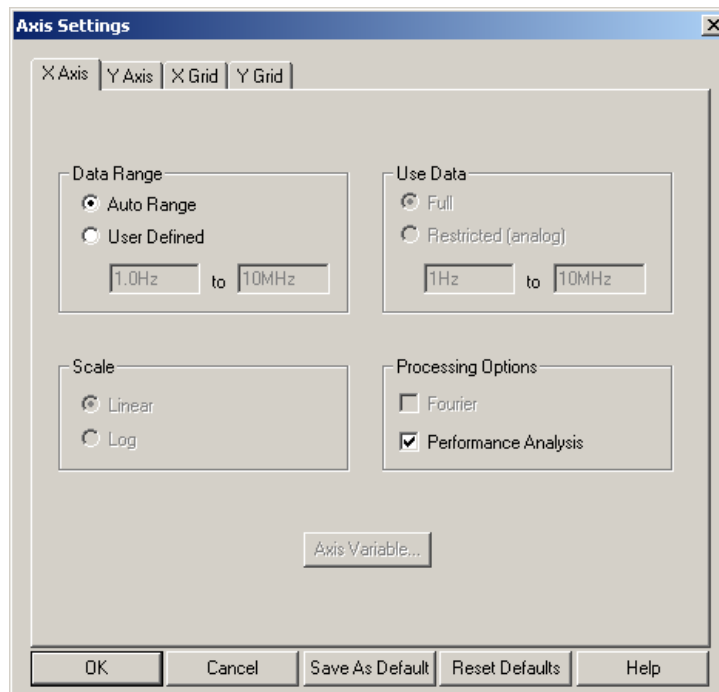 Axis Settings
X Axis Y Axis X Grid Y Grid
Data Range
Auto Range
User Defined
1.0Hz to 10MHz
Use Data
Full
Restricted (analog)
1Hz to 10MHz
Scale
Linear
Log
Processing Options
Fourier
Performance Analysis
Axis Variable...
OK Cancel Save As Default Reset Defaults Help